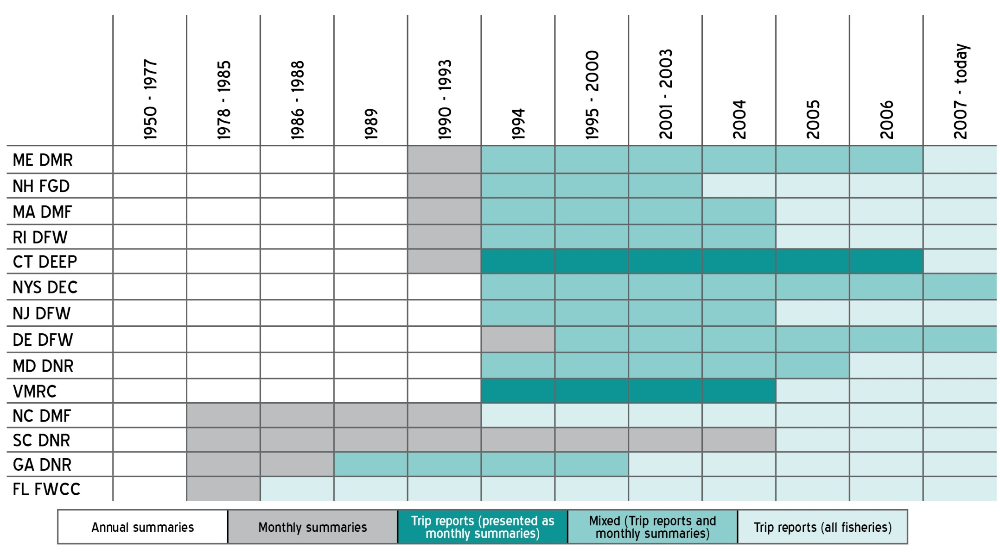 1950 - 1977
1978 - 1985
1986 - 1988
1989
1990 - 1993
1994
1995 - 2000
2001 - 2003
2004
2005
2006
2007 - today
ME DMR
NH FGD
MA DMF
RI DFW
CT DEEP
NYS DEC
NJ DFW
DE DFW
MD DNR
VMRC
NC DMF
SC DNR
GA DNR
FL FWCC
Annual summaries
Monthly summaries
Trip reports (presented as
monthly summaries)
Mixed (Trip reports and
monthly summaries)
Trip reports (all fisheries)